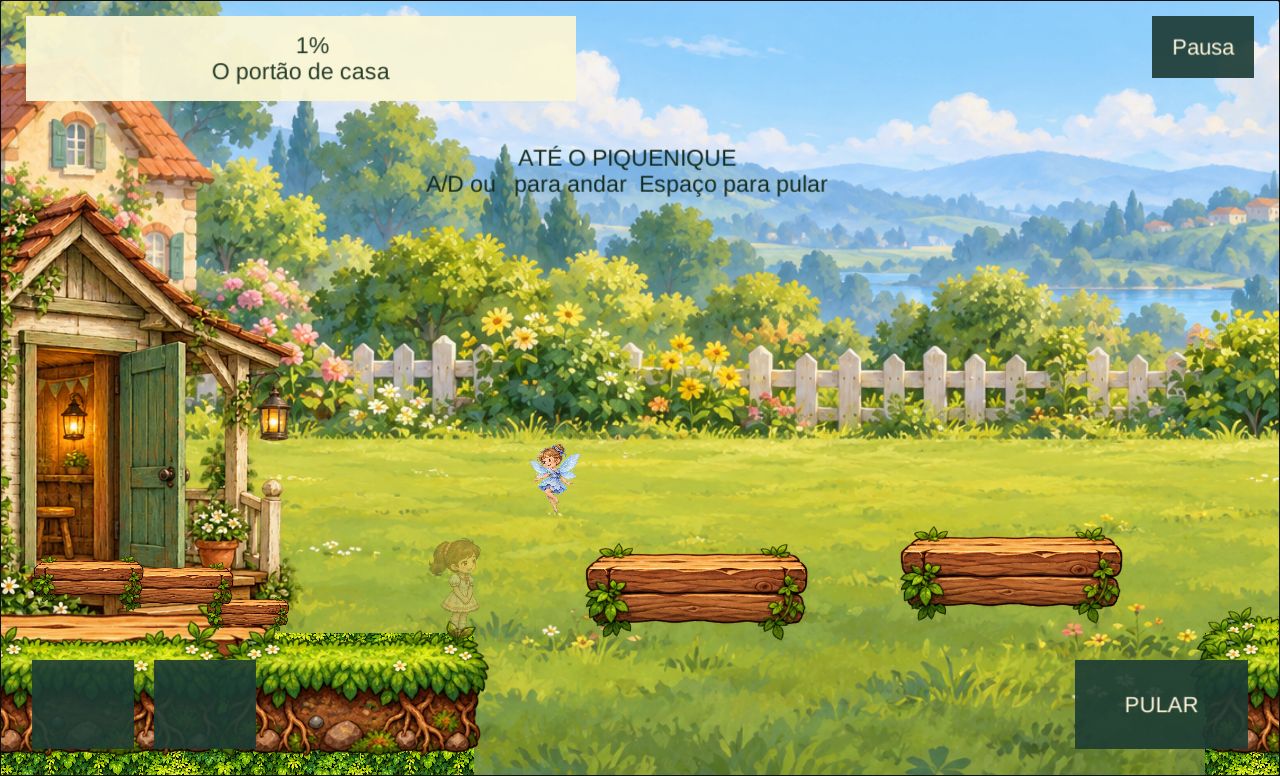 1%
O portão de casa
Pausa
ATÉ O PIQUENIQUE
A/D ou   para andar  Espaço para pular
PULAR